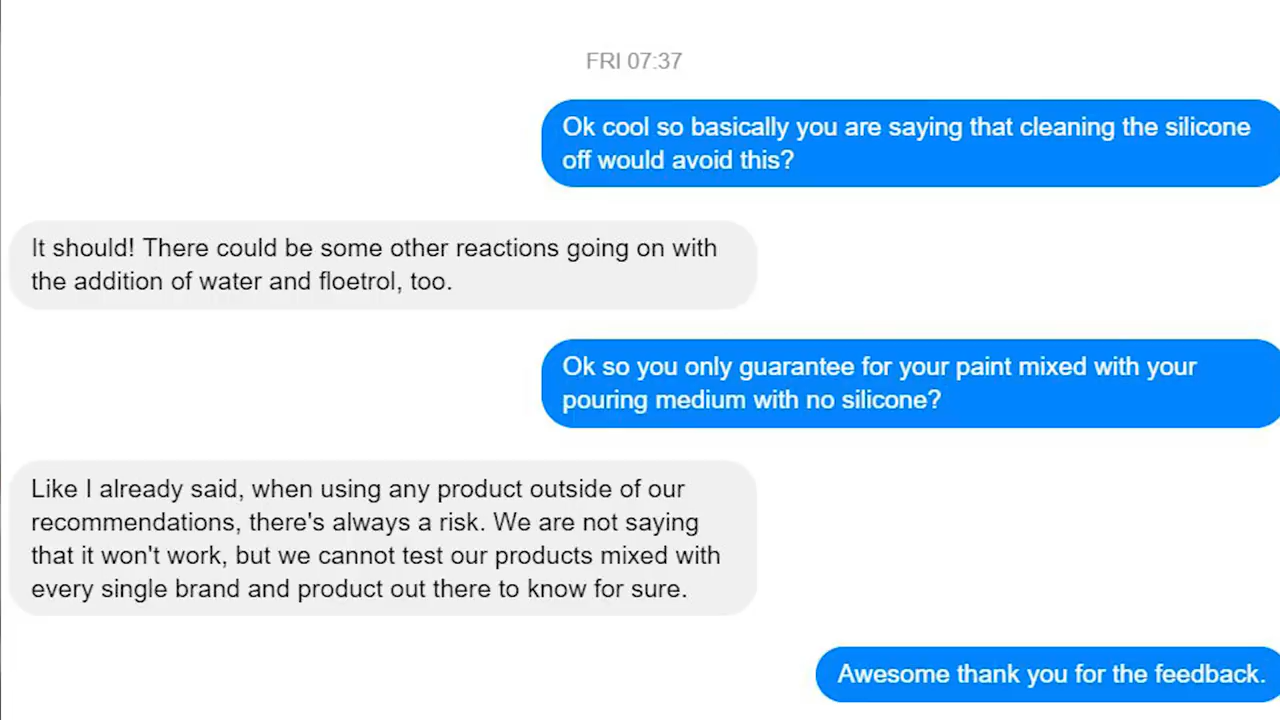 FRI 07:37
Ok cool so basically you are saying that cleaning the silicone
off would avoid this?
It should! There could be some other reactions going on with
the addition of water and floetrol, too.
Ok so you only guarantee for your paint mixed with your
pouring medium with no silicone?
Like I already said, when using any product outside of our
recommendations, there's always a risk. We are not saying
that it won't work, but we cannot test our products mixed with
every single brand and product out there to know for sure.
Awesome thank you for the feedback.